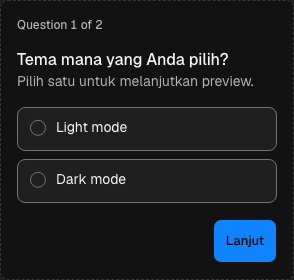 Question 1 of 2
Tema mana yang Anda pilih?
Pilih satu untuk melanjutkan preview.
Light mode
Dark mode
Lanjut